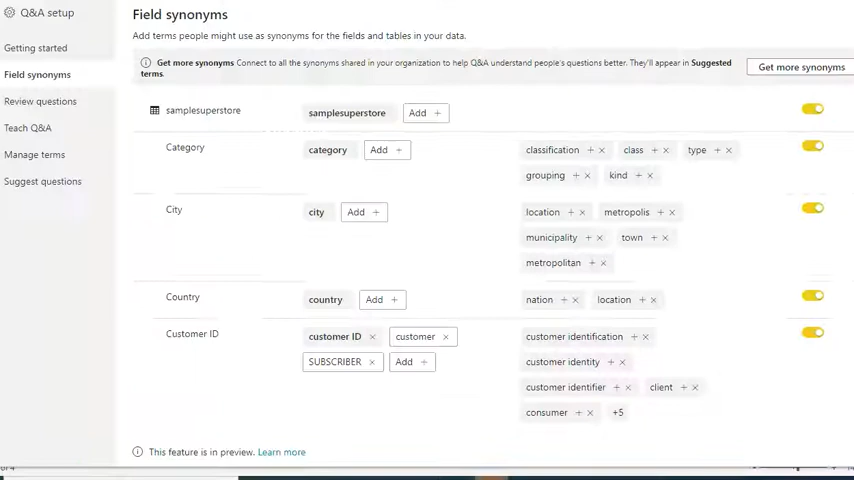 Q&A setup
Getting started
Field synonyms
Review questions
Teach Q&A
Manage terms
Suggest questions
Field synonyms
Add terms people might use as synonyms for the fields and tables in your data.
Get more synonyms Connect to all the synonyms shared in your organization to help Q&A understand people's questions better. They'll appear in Suggested
terms.
Get more synonyms
samplesuperstore samplesuperstore Add +
Category category Add + classification + × class + × type + ×
grouping + × kind + ×
City city Add + location + × metropolis + ×
municipality + × town + ×
metropolitan + ×
Country country Add + nation + × location + ×
Customer ID customer ID × customer × customer identification + ×
SUBSCRIBER × Add + customer identity + ×
customer identifier + × client + ×
consumer + × +5
This feature is in preview. Learn more